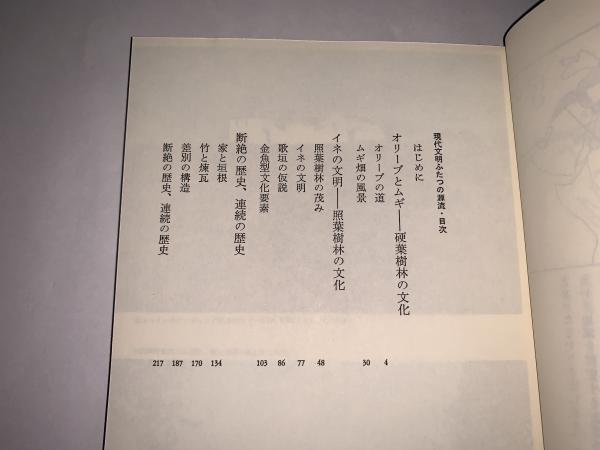 現代文明ふたつの源流・目次
はじめに
オリーブとムギ――硬葉樹林の文化
オリーブの道 4
ムギ畑の風景 30
イネの文明――照葉樹林の文化
照葉樹林の茂み 48
イネの文明 77
歌垣の仮説 86
金魚型文化要素 103
断絶の歴史、連続の歴史
家と垣根 134
竹と煉瓦 170
差別の構造 187
断絶の歴史、連続の歴史 217